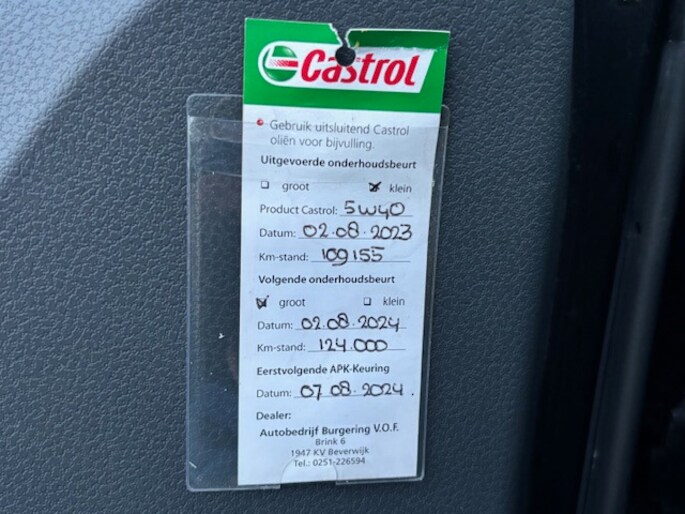 Castrol
Gebruik uitsluitend Castrol
oliën voor bijvulling.
Uitgevoerde onderhoudsbeurt
groot klein
Product Castrol: 5W40
Datum: 02.08.2023
Km-stand: 109155
Volgende onderhoudsbeurt
groot klein
Datum: 02.08.2024
Km-stand: 124.000
Eerstvolgende APK-Keuring
Datum: 07.08.2024.
Dealer:
Autobedrijf Burgering V.O.F.
Brink 6
1947 KV Beverwijk
Tel.: 0251-226594